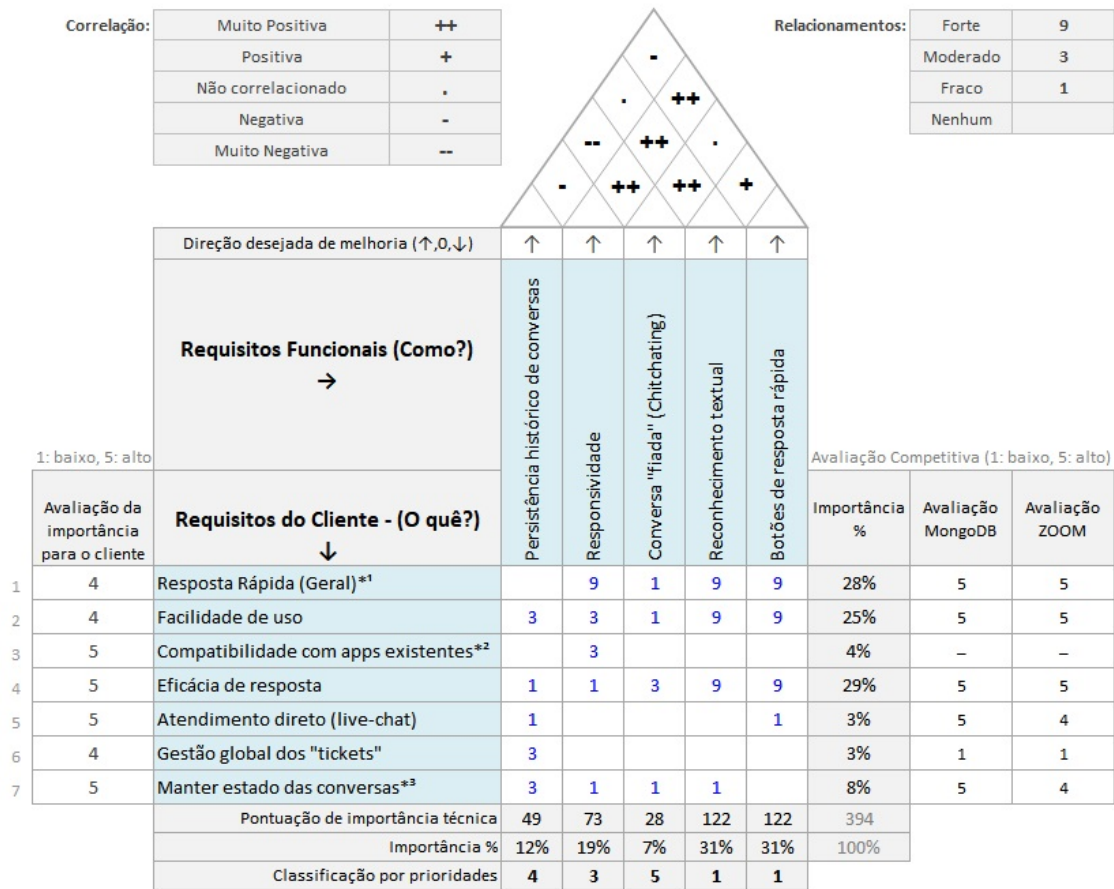 Correlação: Muito Positiva ++
Positiva +
Não correlacionado .
Negativa -
Muito Negativa --
Relacionamentos: Forte 9
Moderado 3
Fraco 1
Nenhum
-
. ++
-- ++ .
- ++ ++ +
Direção desejada de melhoria (↑,0,↓) ↑ ↑ ↑ ↑ ↑
Requisitos Funcionais (Como?)
→
Persistência histórico de conversas
Responsividade
Conversa "fiada" (Chitchating)
Reconhecimento textual
Botões de resposta rápida
1: baixo, 5: alto
Avaliação Competitiva (1: baixo, 5: alto)
Avaliação da
importância
para o cliente
Requisitos do Cliente - (O quê?)
↓
Importância
%
Avaliação
MongoDB
Avaliação
ZOOM
1 4 Resposta Rápida (Geral)*¹ 9 1 9 9 28% 5 5
2 4 Facilidade de uso 3 3 1 9 9 25% 5 5
3 5 Compatibilidade com apps existentes*² 3 4% – –
4 5 Eficácia de resposta 1 1 3 9 9 29% 5 5
5 5 Atendimento direto (live-chat) 1 1 3% 5 4
6 4 Gestão global dos "tickets" 3 3% 1 1
7 5 Manter estado das conversas*³ 3 1 1 1 8% 5 4
Pontuação de importância técnica 49 73 28 122 122 394
Importância % 12% 19% 7% 31% 31% 100%
Classificação por prioridades 4 3 5 1 1